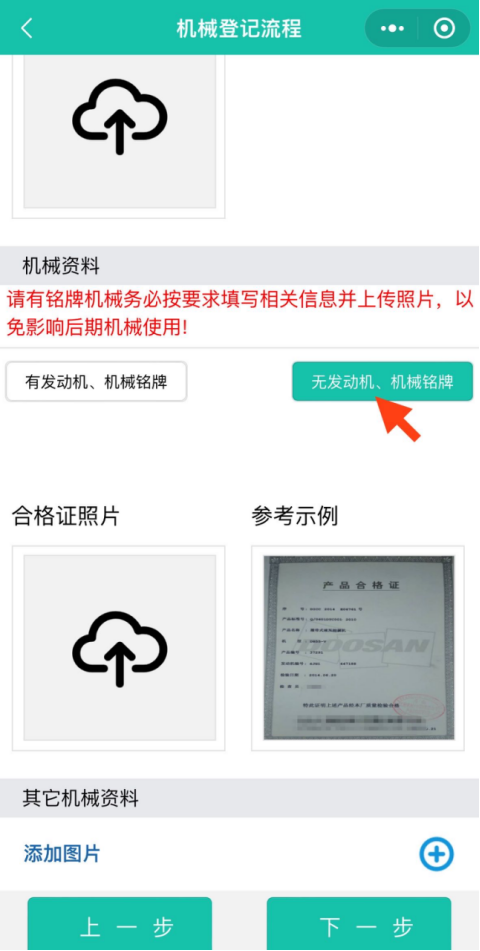 机械登记流程
机械资料
请有铭牌机械务必按要求填写相关信息并上传照片，以
免影响后期机械使用!
有发动机、机械铭牌
无发动机、机械铭牌
合格证照片
参考示例
产品合格证
DOOSAN
其它机械资料
添加图片
上一步
下一步